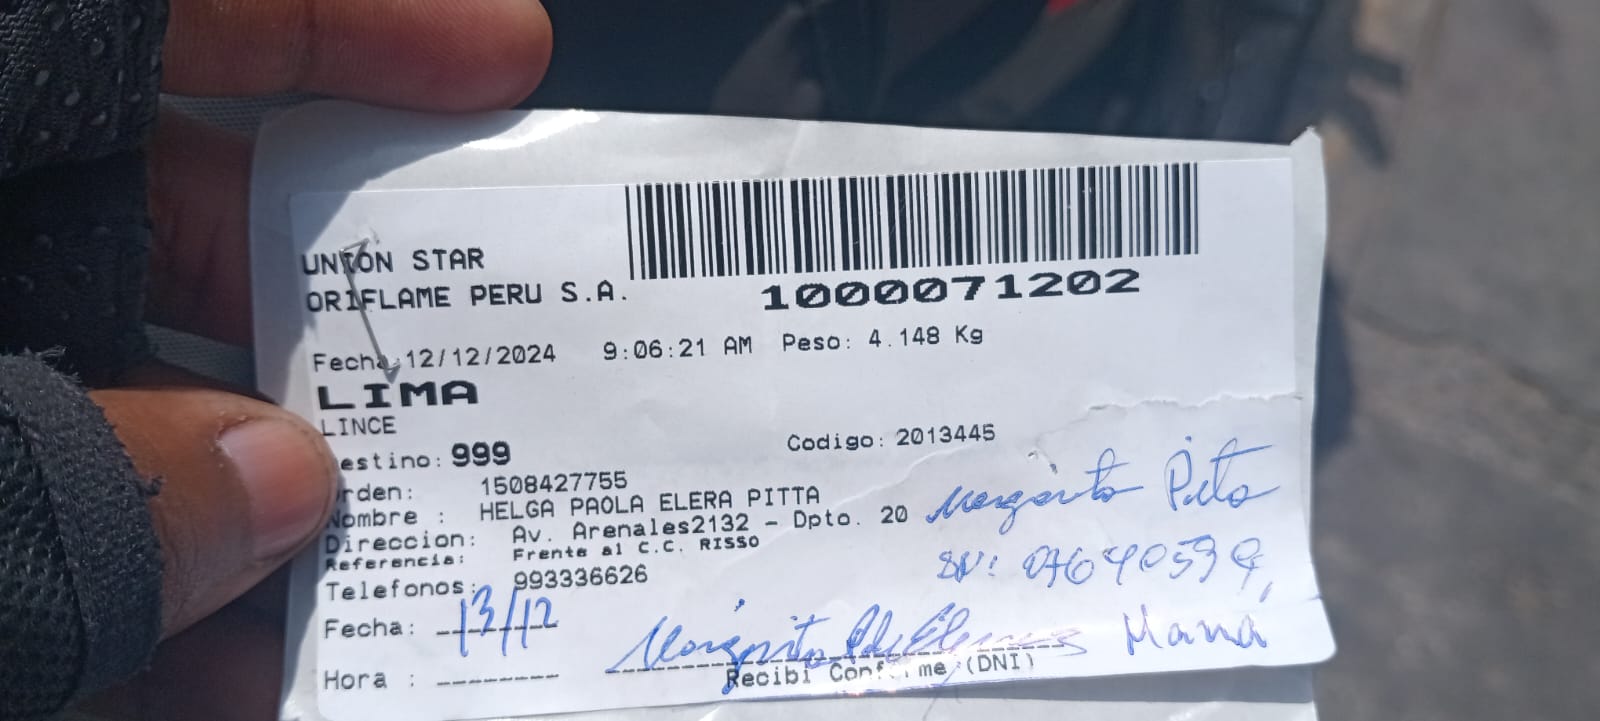 UNION STAR
ORIFLAME PERU S.A.
1000071202
Fecha:12/12/2024 9:06:21 AM Peso: 4.148 Kg
LIMA
LINCE
estino: 999 Codigo: 2013445
rden: 1508427755
Nombre : HELGA PAOLA ELERA PITTA
Direccion: Av. Arenales2132 - Dpto. 20
Referencia: Frente al C.C. RISSO
Telefonos: 993336626
Margarita Pita
Fecha: 13/12
Margarita
Mamá
Hora :
Recibi Conforme (DNI)